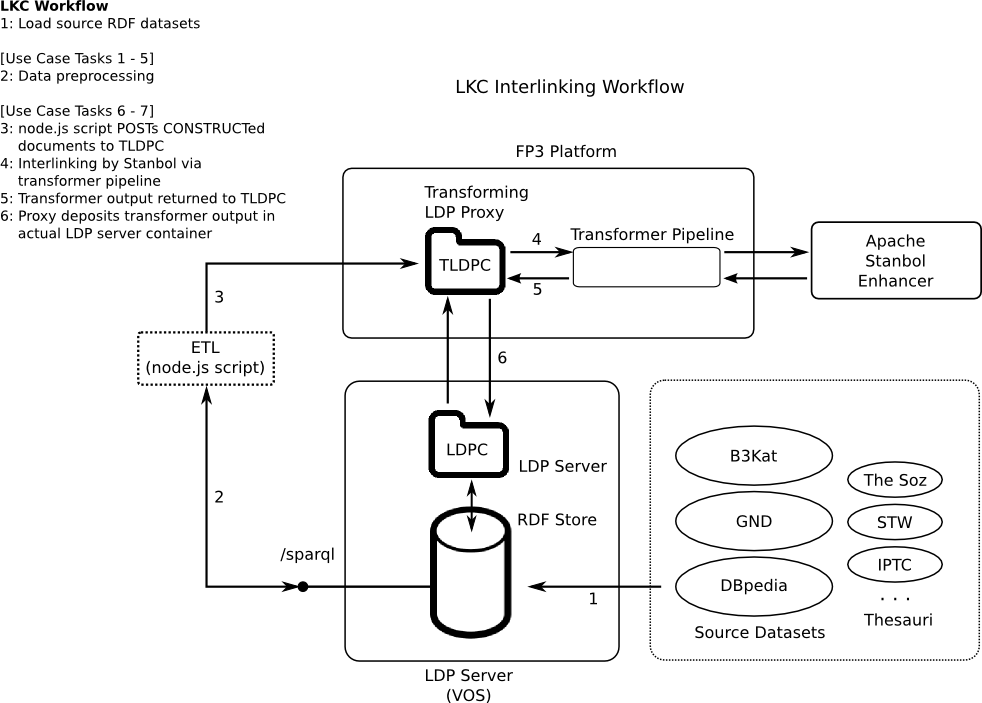 LKC Workflow
1: Load source RDF datasets
[Use Case Tasks 1 - 5]
2: Data preprocessing
[Use Case Tasks 6 - 7]
3: node.js script POSTs CONSTRUCTed
documents to TLDPC
4: Interlinking by Stanbol via
transformer pipeline
5: Transformer output returned to TLDPC
6: Proxy deposits transformer output in
actual LDP server container
LKC Interlinking Workflow
FP3 Platform
Transforming
LDP Proxy
TLDPC
4
5
Transformer Pipeline
Apache
Stanbol
Enhancer
3
ETL
(node.js script)
2
/sparql
6
LDPC
LDP Server
RDF Store
LDP Server
(VOS)
1
B3Kat
GND
DBpedia
Source Datasets
The Soz
STW
IPTC
. . .
Thesauri